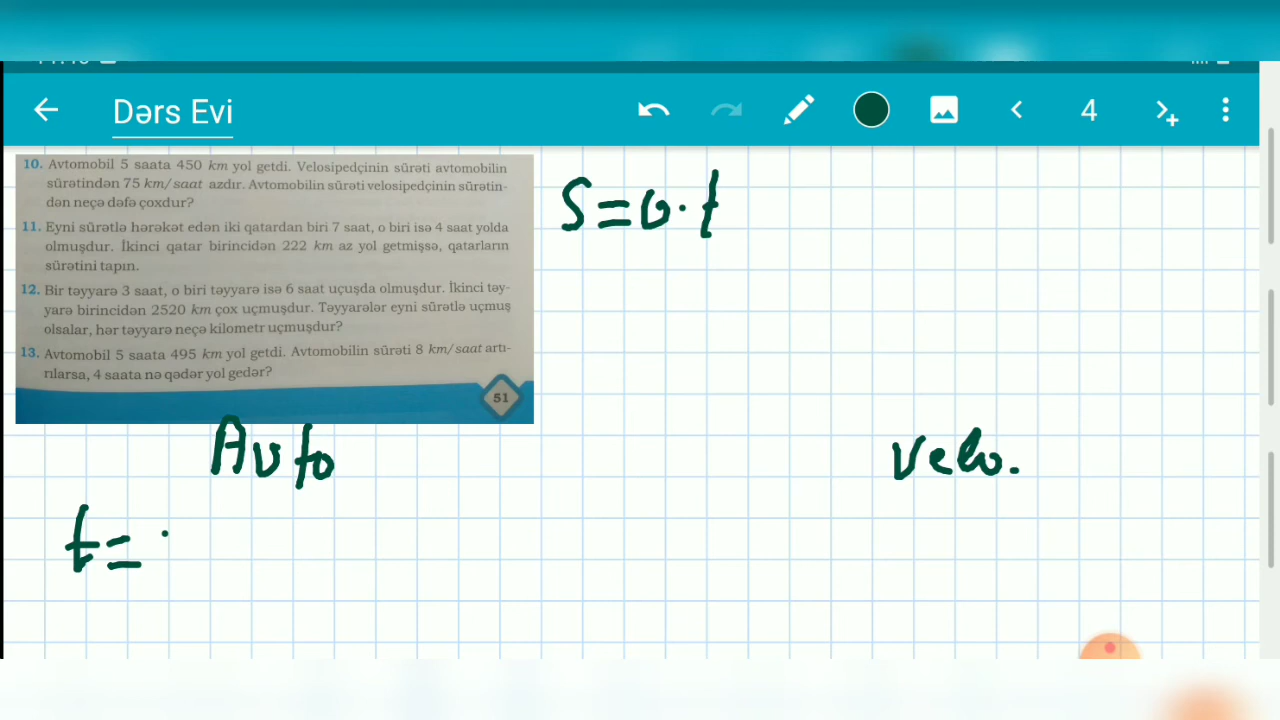 Dərs Evi
4
10. Avtomobil 5 saata 450 km yol getdi. Velosipedçinin sürəti avtomobilin
sürətindən 75 km/saat azdır. Avtomobilin sürəti velosipedçinin sürətin-
dən neçə dəfə çoxdur?
11. Eyni sürətlə hərəkət edən iki qatardan biri 7 saat, o biri isə 4 saat yolda
olmuşdur. İkinci qatar birincidən 222 km az yol getmişsə, qatarların
sürətini tapın.
12. Bir təyyarə 3 saat, o biri təyyarə isə 6 saat uçuşda olmuşdur. İkinci təy-
yarə birincidən 2520 km çox uçmuşdur. Təyyarələr eyni sürətlə uçmuş
olsalar, hər təyyarə neçə kilometr uçmuşdur?
13. Avtomobil 5 saata 495 km yol getdi. Avtomobilin sürəti 8 km/saat artı-
rılarsa, 4 saata nə qədər yol gedər?
51
S=v·t
Avto
Velo.
t=